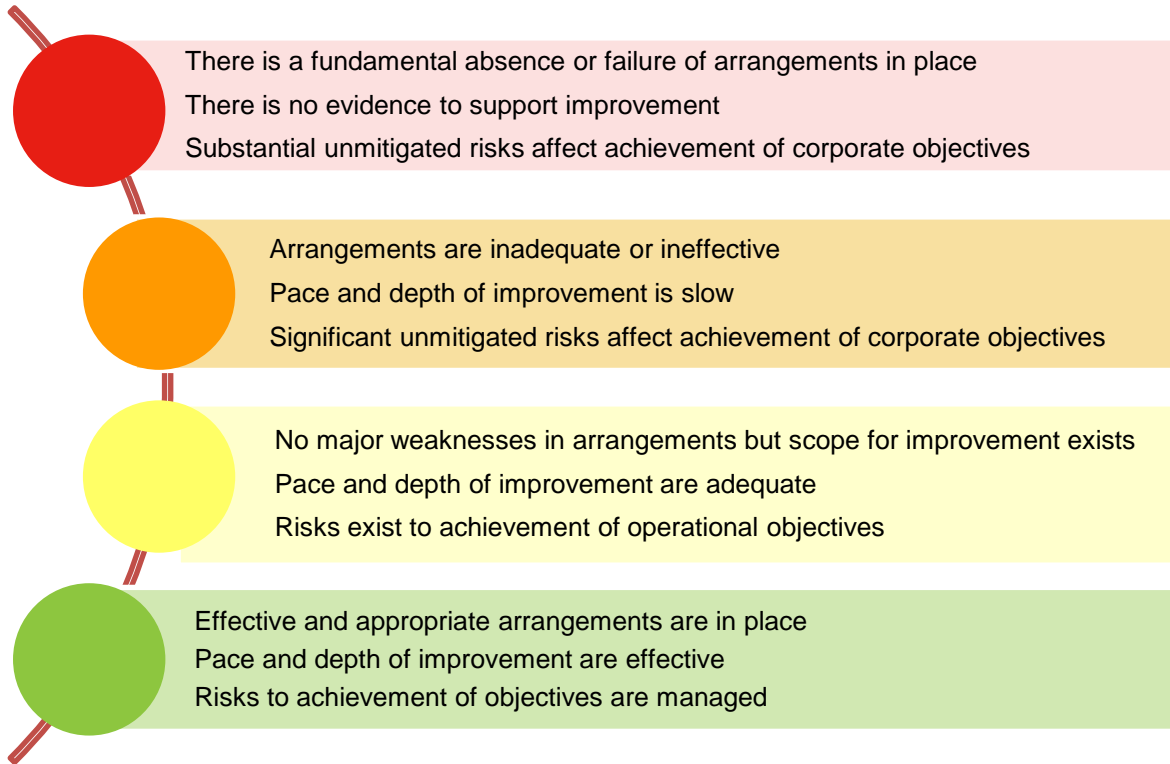 There is a fundamental absence or failure of arrangements in place
There is no evidence to support improvement
Substantial unmitigated risks affect achievement of corporate objectives
Arrangements are inadequate or ineffective
Pace and depth of improvement is slow
Significant unmitigated risks affect achievement of corporate objectives
No major weaknesses in arrangements but scope for improvement exists
Pace and depth of improvement are adequate
Risks exist to achievement of operational objectives
Effective and appropriate arrangements are in place
Pace and depth of improvement are effective
Risks to achievement of objectives are managed